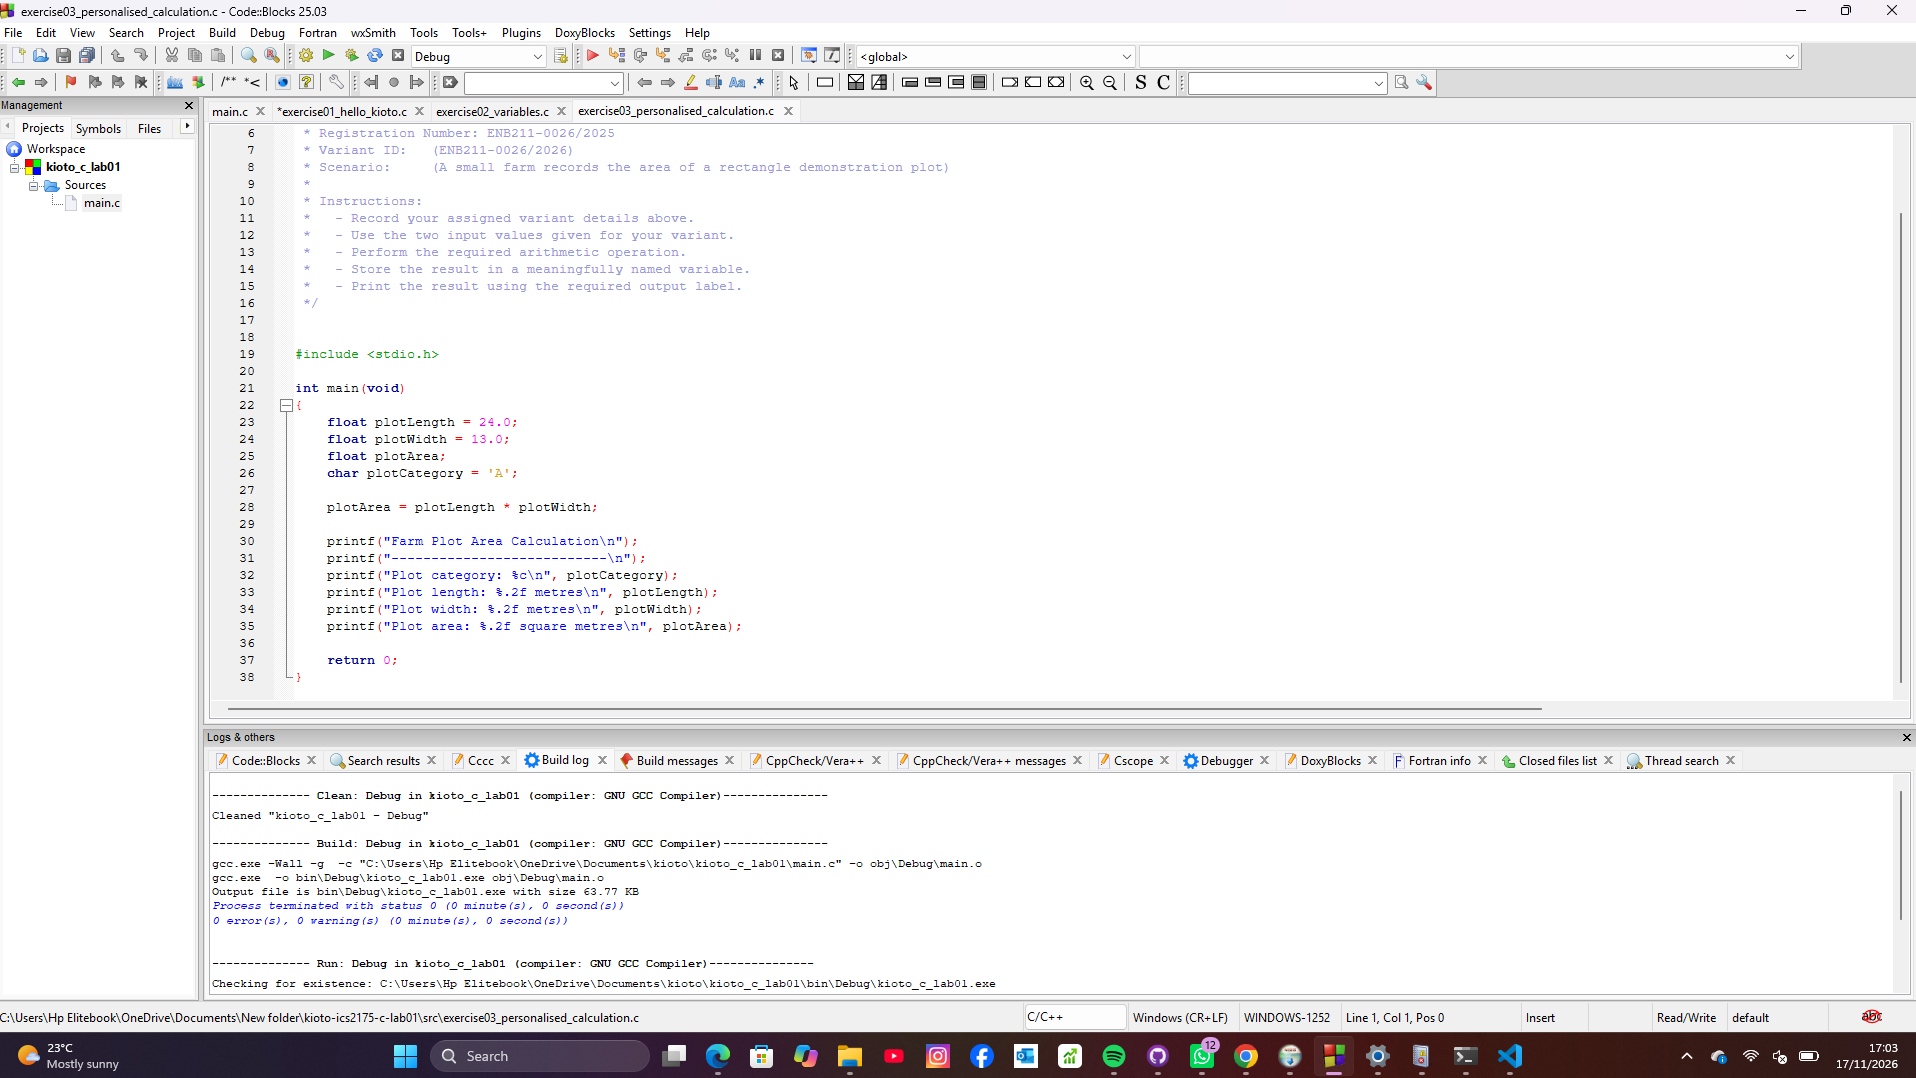 exercise03_personalised_calculation.c - Code::Blocks 25.03
File Edit View Search Project Build Debug Fortran wxSmith Tools Tools+ Plugins DoxyBlocks Settings Help
Debug
<global>
/** *<
Aa .*
S C
Management
main.c *exercise01_hello_kioto.c exercise02_variables.c exercise03_personalised_calculation.c
Projects Symbols Files
Workspace
kioto_c_lab01
Sources
main.c
6 * Registration Number: ENB211-0026/2025
7 * Variant ID: (ENB211-0026/2026)
8 * Scenario: (A small farm records the area of a rectangle demonstration plot)
9 *
10 * Instructions:
11 * - Record your assigned variant details above.
12 * - Use the two input values given for your variant.
13 * - Perform the required arithmetic operation.
14 * - Store the result in a meaningfully named variable.
15 * - Print the result using the required output label.
16 */
17
18
19 #include <stdio.h>
20
21 int main(void)
22 {
23 float plotLength = 24.0;
24 float plotWidth = 13.0;
25 float plotArea;
26 char plotCategory = 'A';
27
28 plotArea = plotLength * plotWidth;
29
30 printf("Farm Plot Area Calculation\n");
31 printf("---------------------------\n");
32 printf("Plot category: %c\n", plotCategory);
33 printf("Plot length: %.2f metres\n", plotLength);
34 printf("Plot width: %.2f metres\n", plotWidth);
35 printf("Plot area: %.2f square metres\n", plotArea);
36
37 return 0;
38 }
Logs & others
Code::Blocks Search results Cccc Build log Build messages CppCheck/Vera++ CppCheck/Vera++ messages Cscope Debugger DoxyBlocks Fortran info Closed files list Thread search
-------------- Clean: Debug in kioto_c_lab01 (compiler: GNU GCC Compiler)---------------
Cleaned "kioto_c_lab01 - Debug"
-------------- Build: Debug in kioto_c_lab01 (compiler: GNU GCC Compiler)---------------
gcc.exe -Wall -g -c "C:\Users\Hp Elitebook\OneDrive\Documents\kioto\kioto_c_lab01\main.c" -o obj\Debug\main.o
gcc.exe -o bin\Debug\kioto_c_lab01.exe obj\Debug\main.o
Output file is bin\Debug\kioto_c_lab01.exe with size 63.77 KB
Process terminated with status 0 (0 minute(s), 0 second(s))
0 error(s), 0 warning(s) (0 minute(s), 0 second(s))
-------------- Run: Debug in kioto_c_lab01 (compiler: GNU GCC Compiler)---------------
Checking for existence: C:\Users\Hp Elitebook\OneDrive\Documents\kioto\kioto_c_lab01\bin\Debug\kioto_c_lab01.exe
C:\Users\Hp Elitebook\OneDrive\Documents\New folder\kioto-ics2175-c-lab01\src\exercise03_personalised_calculation.c C/C++ Windows (CR+LF) WINDOWS-1252 Line 1, Col 1, Pos 0 Insert Read/Write default abc
23°C
Mostly sunny
Search
12
17:03
17/11/2026